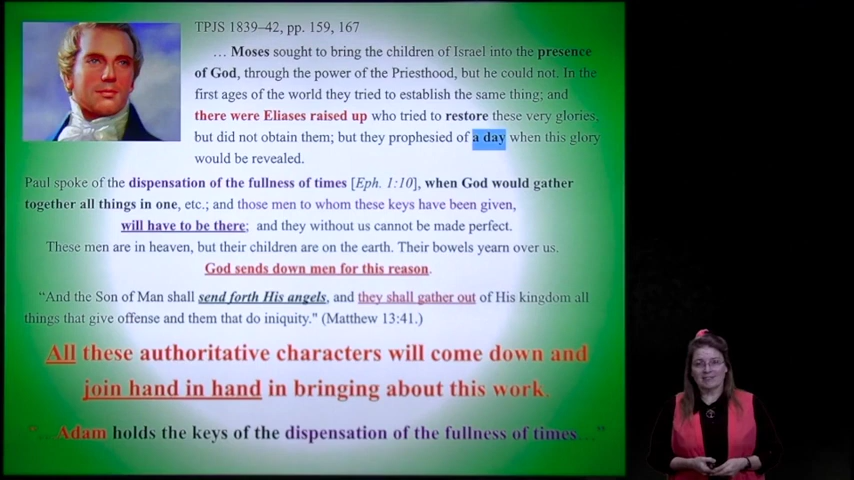 TPJS 1839–42, pp. 159, 167
… Moses sought to bring the children of Israel into the presence
of God, through the power of the Priesthood, but he could not. In the
first ages of the world they tried to establish the same thing; and
there were Eliases raised up who tried to restore these very glories,
but did not obtain them; but they prophesied of a day when this glory
would be revealed.
Paul spoke of the dispensation of the fullness of times [Eph. 1:10], when God would gather
together all things in one, etc.; and those men to whom these keys have been given,
will have to be there; and they without us cannot be made perfect.
These men are in heaven, but their children are on the earth. Their bowels yearn over us.
God sends down men for this reason.
“And the Son of Man shall send forth His angels, and they shall gather out of His kingdom all
things that give offense and them that do iniquity." (Matthew 13:41.)
All these authoritative characters will come down and
join hand in hand in bringing about this work.
"…Adam holds the keys of the dispensation of the fullness of times…"